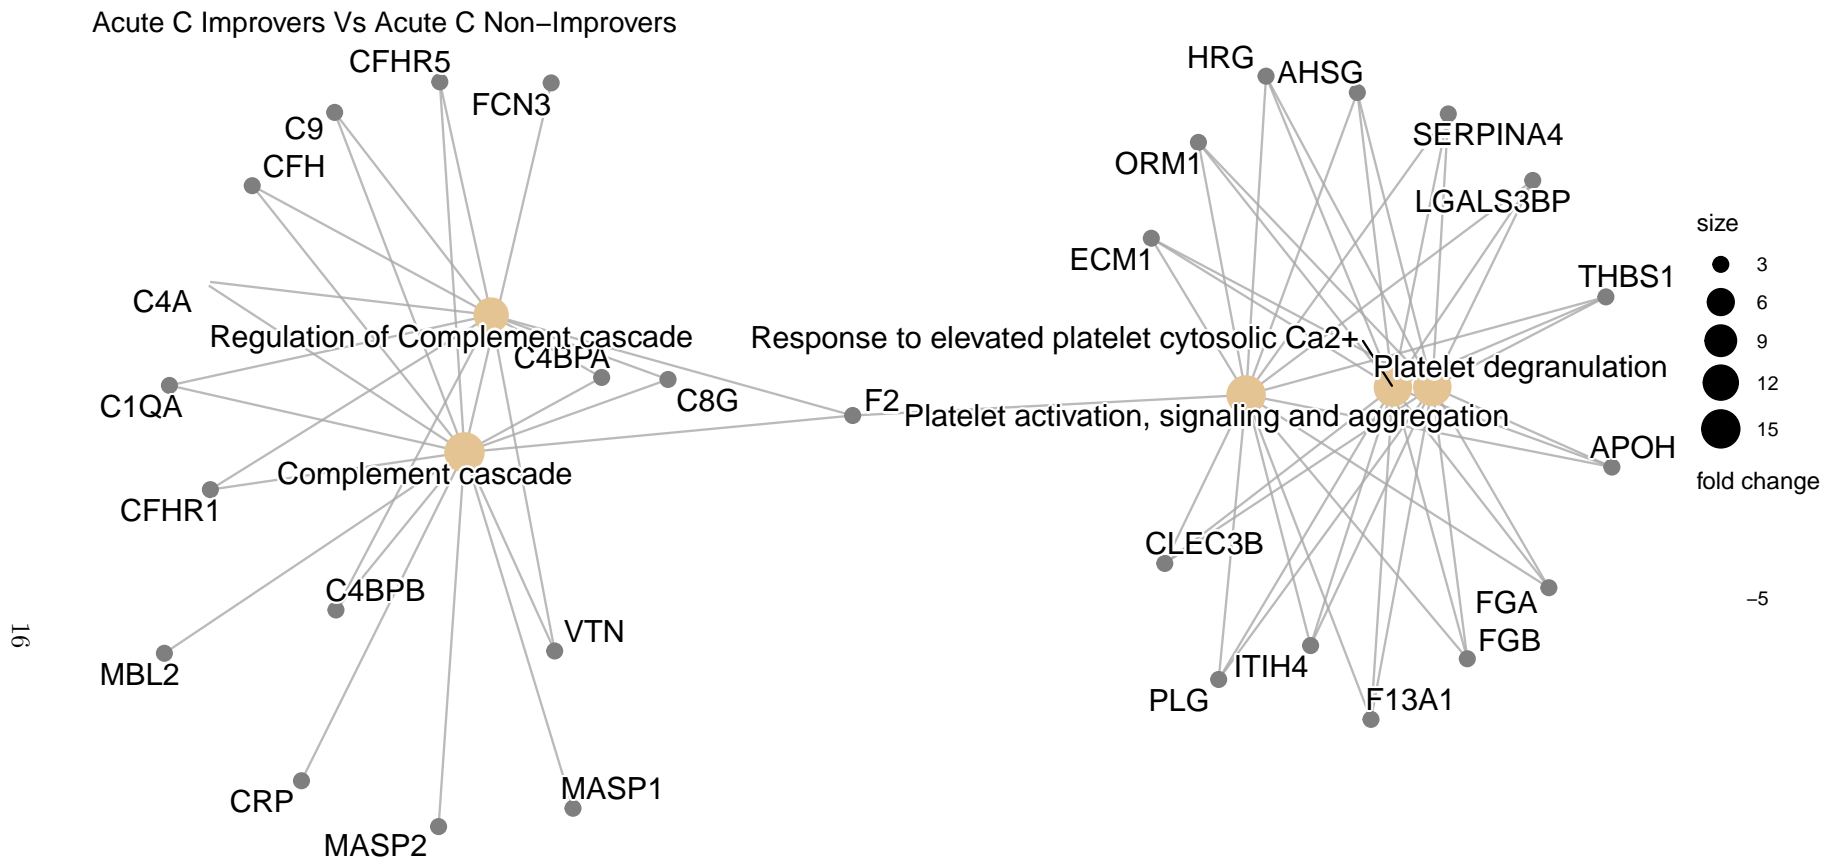 Acute C Improvers Vs Acute C Non−Improvers
CFHR5
FCN3
C9
CFH
C4A
Regulation of Complement cascade
C4BPA
C1QA
C8G
F2
Complement cascade
CFHR1
C4BPB
VTN
MBL2
CRP
MASP1
MASP2
HRG
AHSG
SERPINA4
ORM1
LGALS3BP
ECM1
THBS1
Response to elevated platelet cytosolic Ca2+
Platelet degranulation
Platelet activation, signaling and aggregation
APOH
CLEC3B
FGA
FGB
ITIH4
PLG
F13A1
size
3
6
9
12
15
fold change
−5
16